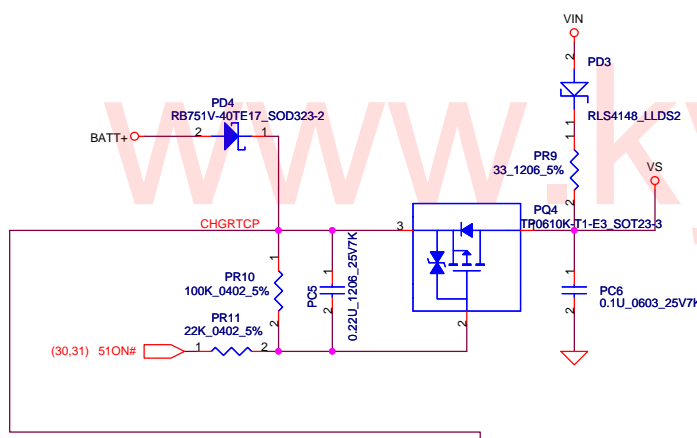 VIN
2
PD3
RLS4148_LLDS2
1
PD4
RB751V-40TE17_SOD323-2
BATT+
2
1
www.k
1
PR9
33_1206_5%
2
VS
CHGRTCP
3
PQ4
TP0610K-T1-E3_SOT23-3
1
PR10
100K_0402_5%
2
1
PC5
0.22U_1206_25V7K
2
2
1
PC6
0.1U_0603_25V7K
2
PR11
22K_0402_5%
(30,31)
51ON#
1
2